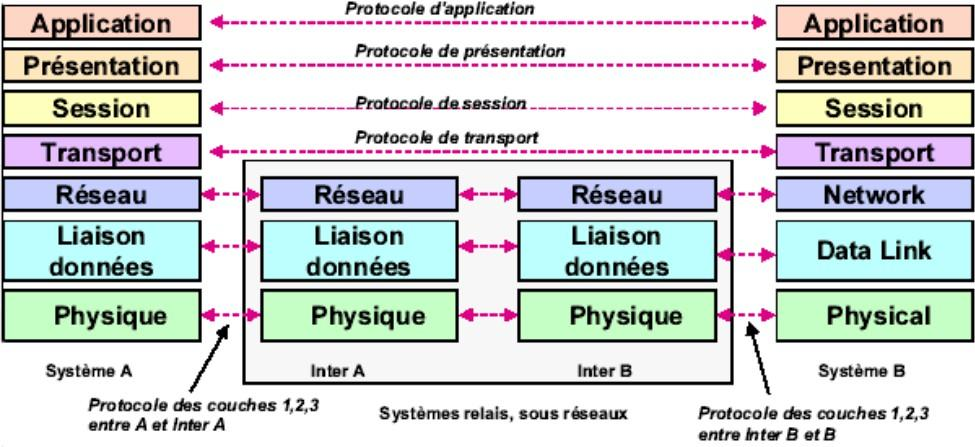 Protocole d'application
Application
Application
Protocole de présentation
Présentation
Presentation
Protocole de session
Session
Session
Protocole de transport
Transport
Transport
Réseau
Réseau
Réseau
Network
Liaison
données
Liaison
données
Liaison
données
Data Link
Physique
Physique
Physique
Physical
Système A
Inter A
Inter B
Système B
Protocole des couches 1,2,3
entre A et Inter A
Systèmes relais, sous réseaux
Protocole des couches 1,2,3
entre Inter B et B